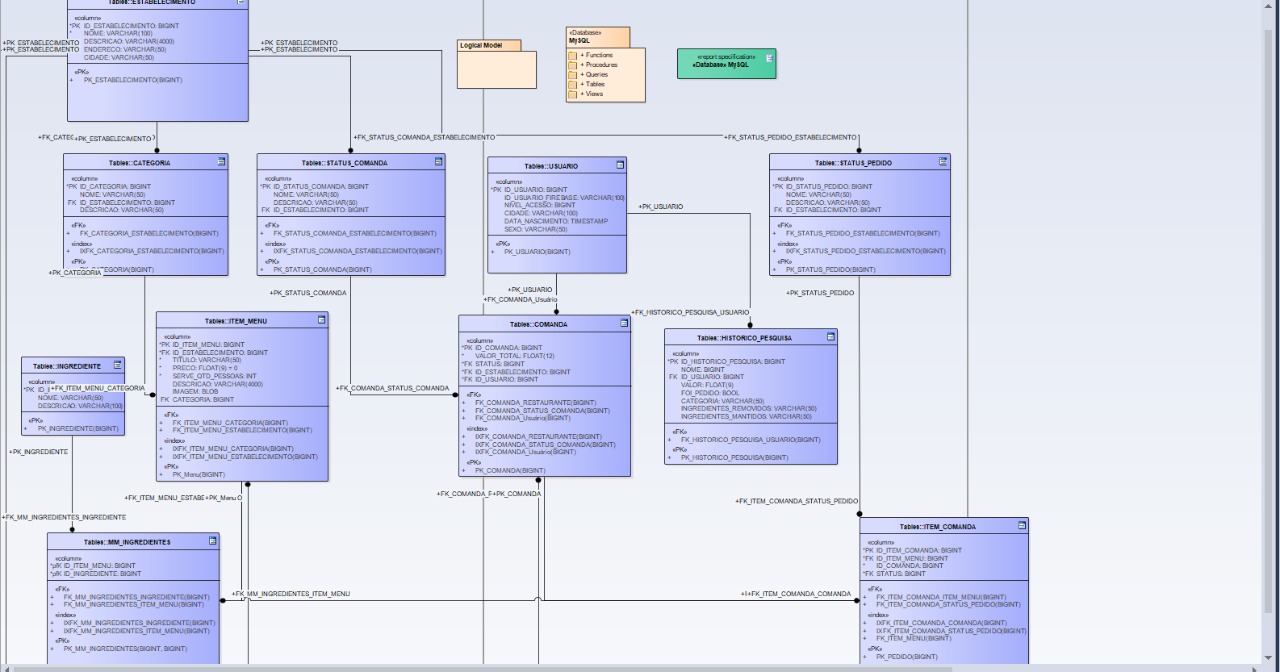 Tables::ESTABELECIMENTO
«column»
*PK ID_ESTABELECIMENTO: BIGINT
* NOME: VARCHAR(100)
DESCRICAO: VARCHAR(4000)
ENDERECO: VARCHAR(50)
CIDADE: VARCHAR(50)
«PK»
+ PK_ESTABELECIMENTO(BIGINT)
+PK_ESTABELECIMENTO
+PK_ESTABELECIMENTO
+PK_ESTABELECIMENTO
+PK_ESTABELECIMENTO
Logical Model
«Database»
MySQL
+ Functions
+ Procedures
+ Queries
+ Tables
+ Views
«report specification»
«Database» MySQL
+FK_CATEG
+PK_ESTABELECIMENTO
+FK_STATUS_COMANDA_ESTABELECIMENTO
+FK_STATUS_PEDIDO_ESTABELECIMENTO
Tables::CATEGORIA
«column»
*PK ID_CATEGORIA: BIGINT
NOME: VARCHAR(50)
FK ID_ESTABELECIMENTO: BIGINT
DESCRICAO: VARCHAR(50)
«FK»
+ FK_CATEGORIA_ESTABELECIMENTO(BIGINT)
«index»
+ IXFK_CATEGORIA_ESTABELECIMENTO(BIGINT)
«PK»
ATEGORIA(BIGINT)
+PK_CATEGORIA
Tables::STATUS_COMANDA
«column»
*PK ID_STATUS_COMANDA: BIGINT
NOME: VARCHAR(50)
DESCRICAO: VARCHAR(50)
FK ID_ESTABELECIMENTO: BIGINT
«FK»
+ FK_STATUS_COMANDA_ESTABELECIMENTO(BIGINT)
«index»
+ IXFK_STATUS_COMANDA_ESTABELECIMENTO(BIGINT)
«PK»
+ PK_STATUS_COMANDA(BIGINT)
+PK_STATUS_COMANDA
Tables::USUARIO
«column»
*PK ID_USUARIO: BIGINT
ID_USUARIO_FIREBASE: VARCHAR(100)
NIVEL_ACESSO: BIGINT
CIDADE: VARCHAR(100)
DATA_NASCIMENTO: TIMESTAMP
SEXO: VARCHAR(50)
«PK»
+ PK_USUARIO(BIGINT)
+PK_USUARIO
+PK_USUARIO
+FK_COMANDA_Usuário
+FK_HISTORICO_PESQUISA_USUARIO
Tables::STATUS_PEDIDO
«column»
*PK ID_STATUS_PEDIDO: BIGINT
NOME: VARCHAR(50)
DESCRICAO: VARCHAR(50)
FK ID_ESTABELECIMENTO: BIGINT
«FK»
+ FK_STATUS_PEDIDO_ESTABELECIMENTO(BIGINT)
«index»
+ IXFK_STATUS_PEDIDO_ESTABELECIMENTO(BIGINT)
«PK»
+ PK_STATUS_PEDIDO(BIGINT)
+PK_STATUS_PEDIDO
Tables::INGREDIENTE
«column»
*PK ID_I
NOME: VARCHAR(50)
DESCRICAO: VARCHAR(100)
«PK»
+ PK_INGREDIENTE(BIGINT)
+FK_ITEM_MENU_CATEGORIA
+PK_INGREDIENTE
+FK_MM_INGREDIENTES_INGREDIENTE
Tables::ITEM_MENU
«column»
*PK ID_ITEM_MENU: BIGINT
*FK ID_ESTABELECIMENTO: BIGINT
* TITULO: VARCHAR(50)
* PRECO: FLOAT(9) = 0
* SERVE_QTD_PESSOAS: INT
DESCRICAO: VARCHAR(4000)
IMAGEM: BLOB
FK CATEGORIA: BIGINT
«FK»
+ FK_ITEM_MENU_CATEGORIA(BIGINT)
+ FK_ITEM_MENU_ESTABELECIMENTO(BIGINT)
«index»
+ IXFK_ITEM_MENU_CATEGORIA(BIGINT)
+ IXFK_ITEM_MENU_ESTABELECIMENTO(BIGINT)
«PK»
+ PK_Menu(BIGINT)
+FK_ITEM_MENU_ESTABE
+PK_Menu
+FK_COMANDA_STATUS_COMANDA
Tables::COMANDA
«column»
*PK ID_COMANDA: BIGINT
* VALOR_TOTAL: FLOAT(12)
*FK STATUS: BIGINT
*FK ID_ESTABELECIMENTO: BIGINT
*FK ID_USUARIO: BIGINT
«FK»
+ FK_COMANDA_RESTAURANTE(BIGINT)
+ FK_COMANDA_STATUS_COMANDA(BIGINT)
+ FK_COMANDA_Usuário(BIGINT)
«index»
+ IXFK_COMANDA_RESTAURANTE(BIGINT)
+ IXFK_COMANDA_STATUS_COMANDA(BIGINT)
+ IXFK_COMANDA_Usuário(BIGINT)
«PK»
+ PK_COMANDA(BIGINT)
+FK_COMANDA_F
+PK_COMANDA
Tables::HISTORICO_PESQUISA
«column»
*PK ID_HISTORICO_PESQUISA: BIGINT
NOME: BIGINT
FK ID_USUARIO: BIGINT
VALOR: FLOAT(9)
FOI_PEDIDO: BOOL
CATEGORIA: VARCHAR(50)
INGREDIENTES_REMOVIDOS: VARCHAR(50)
INGREDIENTES_MANTIDOS: VARCHAR(50)
«FK»
+ FK_HISTORICO_PESQUISA_USUARIO(BIGINT)
«PK»
+ PK_HISTORICO_PESQUISA(BIGINT)
+FK_ITEM_COMANDA_STATUS_PEDIDO
Tables::MM_INGREDIENTES
«column»
*pfK ID_ITEM_MENU: BIGINT
*pfK ID_INGREDIENTE: BIGINT
«FK»
+ FK_MM_INGREDIENTES_INGREDIENTE(BIGINT)
+ FK_MM_INGREDIENTES_ITEM_MENU(BIGINT)
«index»
+ IXFK_MM_INGREDIENTES_INGREDIENTE(BIGINT)
+ IXFK_MM_INGREDIENTES_ITEM_MENU(BIGINT)
«PK»
+ PK_MM_INGREDIENTES(BIGINT, BIGINT)
+FK_MM_INGREDIENTES_ITEM_MENU
+FK_ITEM_COMANDA_COMANDA
Tables::ITEM_COMANDA
«column»
*PK ID_ITEM_COMANDA: BIGINT
*FK ID_ITEM_MENU: BIGINT
* ID_COMANDA: BIGINT
*FK STATUS: BIGINT
«FK»
+ FK_ITEM_COMANDA_ITEM_MENU(BIGINT)
+ FK_ITEM_COMANDA_STATUS_PEDIDO(BIGINT)
«index»
+ IXFK_ITEM_COMANDA_COMANDA(BIGINT)
+ IXFK_ITEM_COMANDA_STATUS_PEDIDO(BIGINT)
+ FK_ITEM_MENU(BIGINT)
«PK»
+ PK_PEDIDO(BIGINT)